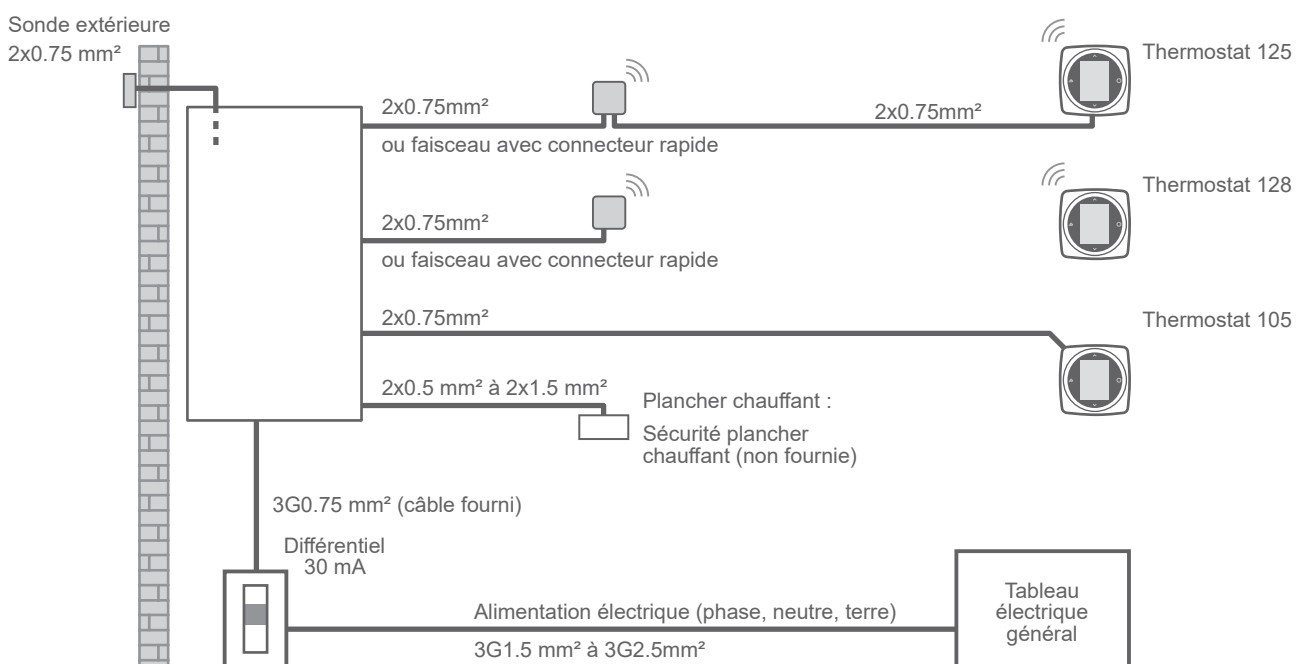 Sonde extérieure
2x0.75 mm²
Thermostat 125
2x0.75mm²
2x0.75mm²
ou faisceau avec connecteur rapide
Thermostat 128
2x0.75mm²
ou faisceau avec connecteur rapide
2x0.75mm²
Thermostat 105
2x0.5 mm² à 2x1.5 mm²
Plancher chauffant :
Sécurité plancher
chauffant (non fournie)
3G0.75 mm² (câble fourni)
Différentiel
30 mA
Alimentation électrique (phase, neutre, terre)
3G1.5 mm² à 3G2.5mm²
Tableau
électrique
général